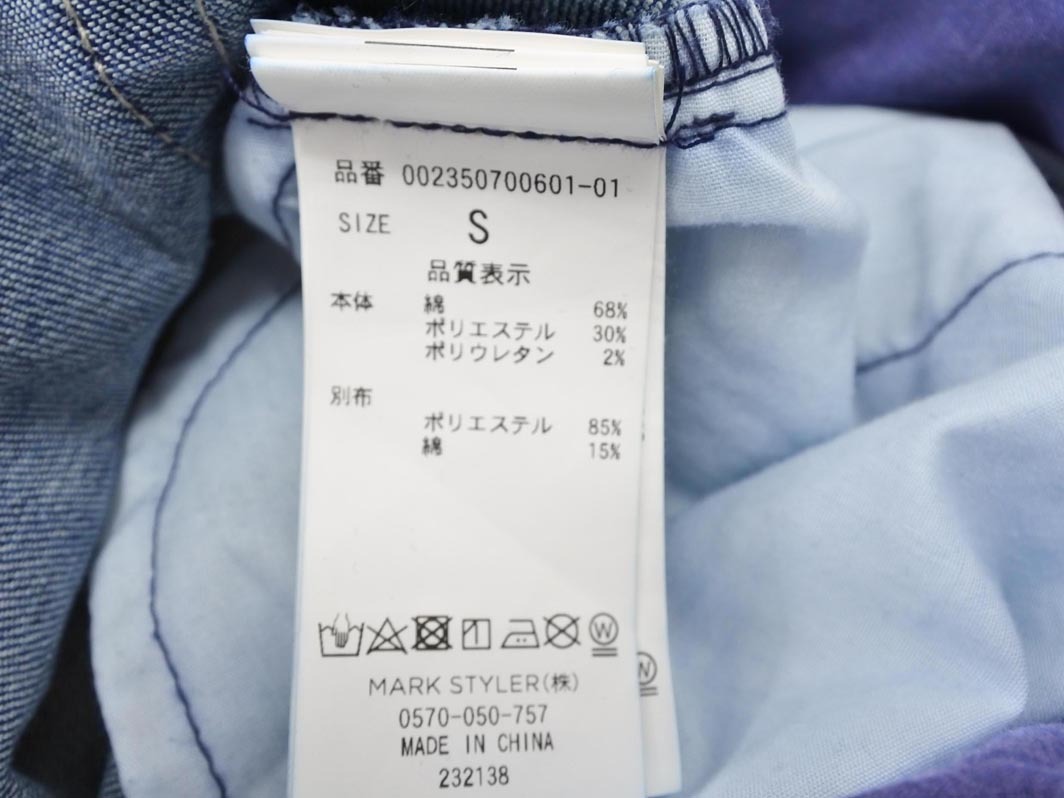 品番 002350700601-01
SIZE S
品質表示
本体 綿 68%
ポリエステル 30%
ポリウレタン 2%
別布
ポリエステル 85%
綿 15%
W
MARK STYLER(株)
0570-050-757
MADE IN CHINA
232138
W